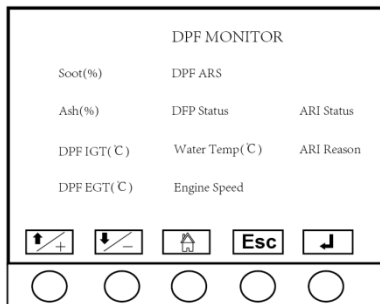 DPF MONITOR
Soot(%) DPF ARS
Ash(%) DFP Status ARI Status
DPF IGT(℃) Water Temp(℃) ARI Reason
DPF EGT(℃) Engine Speed
+ − Esc